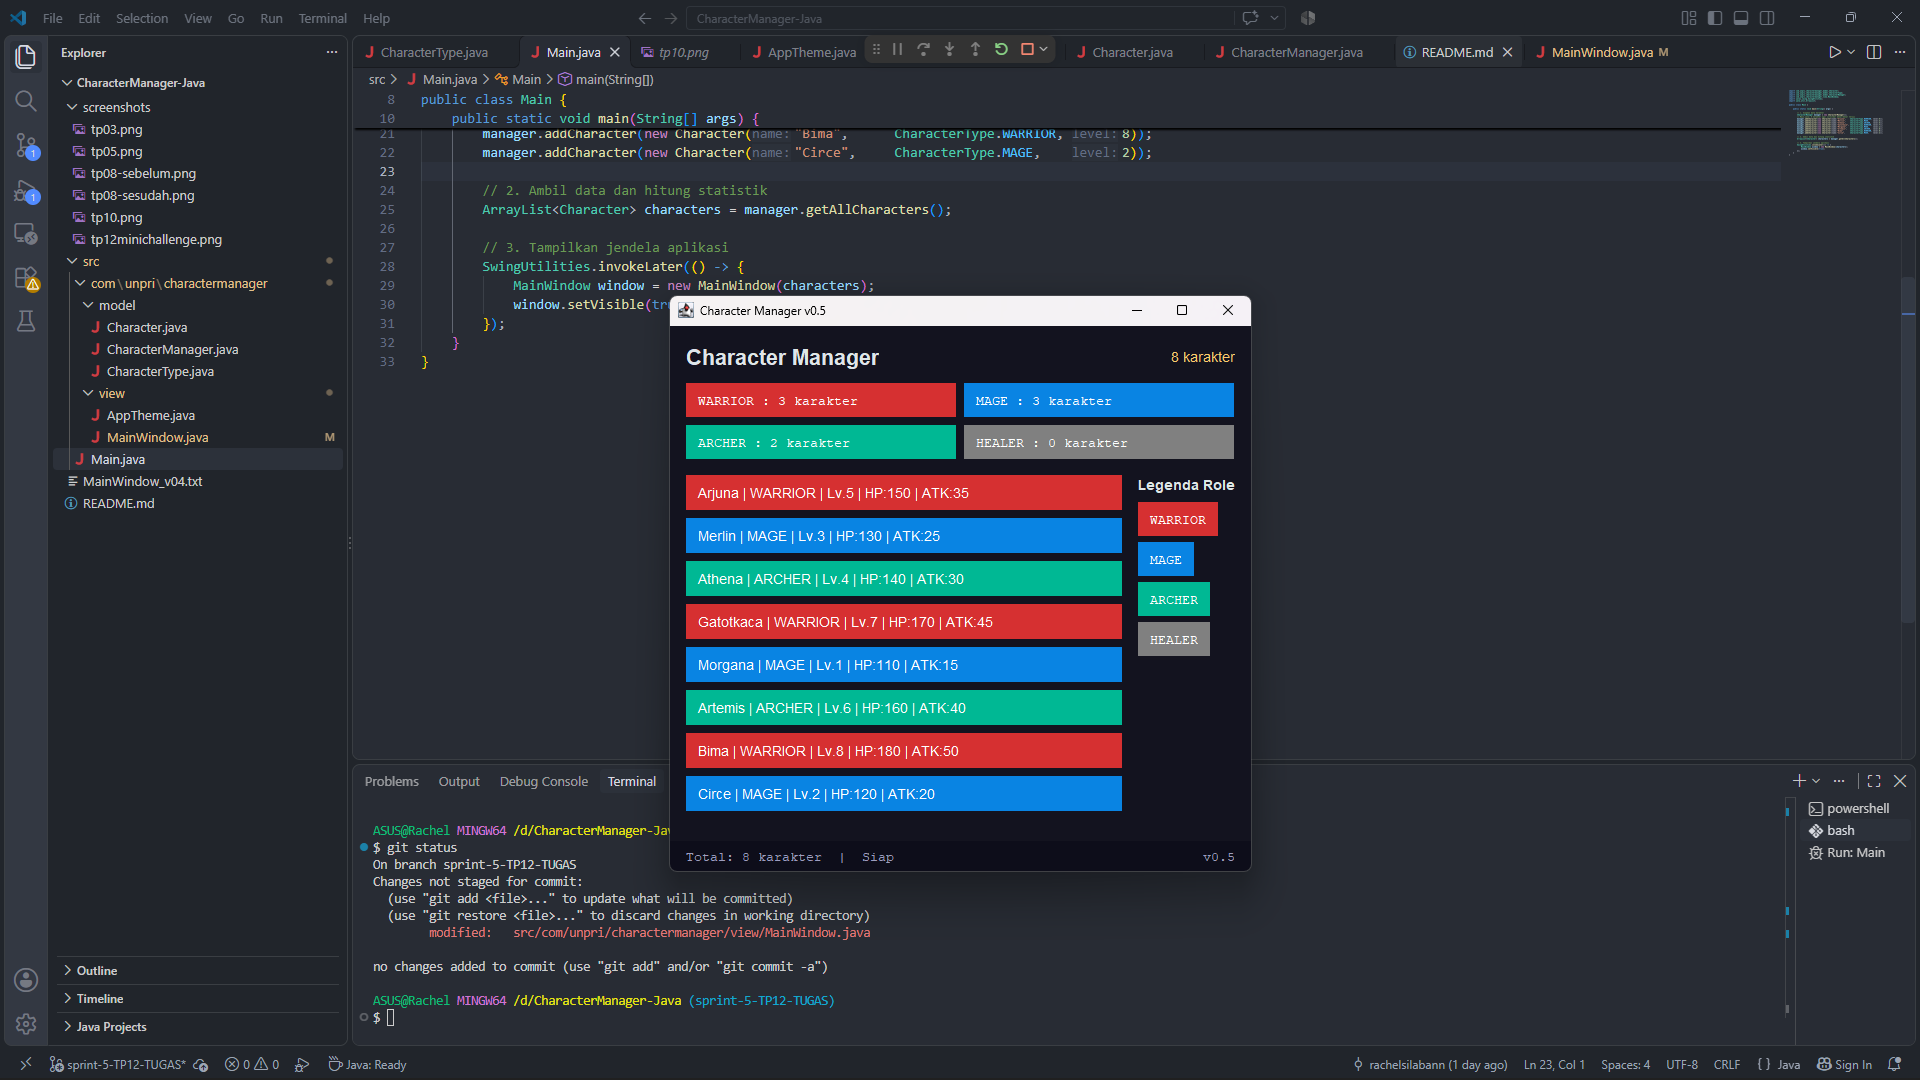 File Edit Selection View Go Run Terminal Help
CharacterManager-Java
Explorer
CharacterManager-Java
screenshots
tp03.png
tp05.png
tp08-sebelum.png
tp08-sesudah.png
tp10.png
tp12minichallenge.png
src
com\unpri\charactermanager
model
Character.java
CharacterManager.java
CharacterType.java
view
AppTheme.java
MainWindow.java M
Main.java
MainWindow_v04.txt
README.md
Outline
Timeline
Java Projects
CharacterType.java Main.java tp10.png AppTheme.java Character.java CharacterManager.java README.md MainWindow.java M
src > Main.java > Main > main(String[])
8 public class Main {
10 public static void main(String[] args) {
21 manager.addCharacter(new Character(name: "Bima", CharacterType.WARRIOR, level: 8));
22 manager.addCharacter(new Character(name: "Circe", CharacterType.MAGE, level: 2));
23
24 // 2. Ambil data dan hitung statistik
25 ArrayList<Character> characters = manager.getAllCharacters();
26
27 // 3. Tampilkan jendela aplikasi
28 SwingUtilities.invokeLater(() -> {
29 MainWindow window = new MainWindow(characters);
30 window.setVisible(tr
31 });
32 }
33 }
Character Manager v0.5
Character Manager 8 karakter
WARRIOR : 3 karakter MAGE : 3 karakter
ARCHER : 2 karakter HEALER : 0 karakter
Arjuna | WARRIOR | Lv.5 | HP:150 | ATK:35
Merlin | MAGE | Lv.3 | HP:130 | ATK:25
Athena | ARCHER | Lv.4 | HP:140 | ATK:30
Gatotkaca | WARRIOR | Lv.7 | HP:170 | ATK:45
Morgana | MAGE | Lv.1 | HP:110 | ATK:15
Artemis | ARCHER | Lv.6 | HP:160 | ATK:40
Bima | WARRIOR | Lv.8 | HP:180 | ATK:50
Circe | MAGE | Lv.2 | HP:120 | ATK:20
Legenda Role
WARRIOR
MAGE
ARCHER
HEALER
Total: 8 karakter | Siap v0.5
Problems Output Debug Console Terminal
ASUS@Rachel MINGW64 /d/CharacterManager-Jav
$ git status
On branch sprint-5-TP12-TUGAS
Changes not staged for commit:
(use "git add <file>..." to update what will be committed)
(use "git restore <file>..." to discard changes in working directory)
modified: src/com/unpri/charactermanager/view/MainWindow.java
no changes added to commit (use "git add" and/or "git commit -a")
ASUS@Rachel MINGW64 /d/CharacterManager-Java (sprint-5-TP12-TUGAS)
$
powershell
bash
Run: Main
sprint-5-TP12-TUGAS* 0 0 Java: Ready rachelsilabann (1 day ago) Ln 23, Col 1 Spaces: 4 UTF-8 CRLF { } Java Sign In